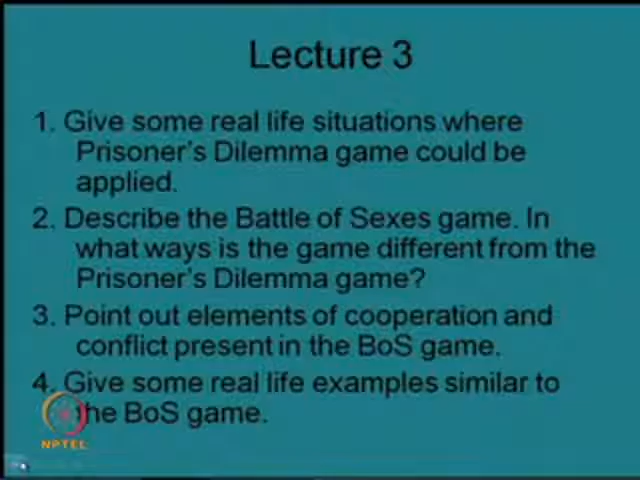 Lecture 3
1. Give some real life situations where
Prisoner's Dilemma game could be
applied.
2. Describe the Battle of Sexes game. In
what ways is the game different from the
Prisoner's Dilemma game?
3. Point out elements of cooperation and
conflict present in the BoS game.
4. Give some real life examples similar to
the BoS game.
NPTEL